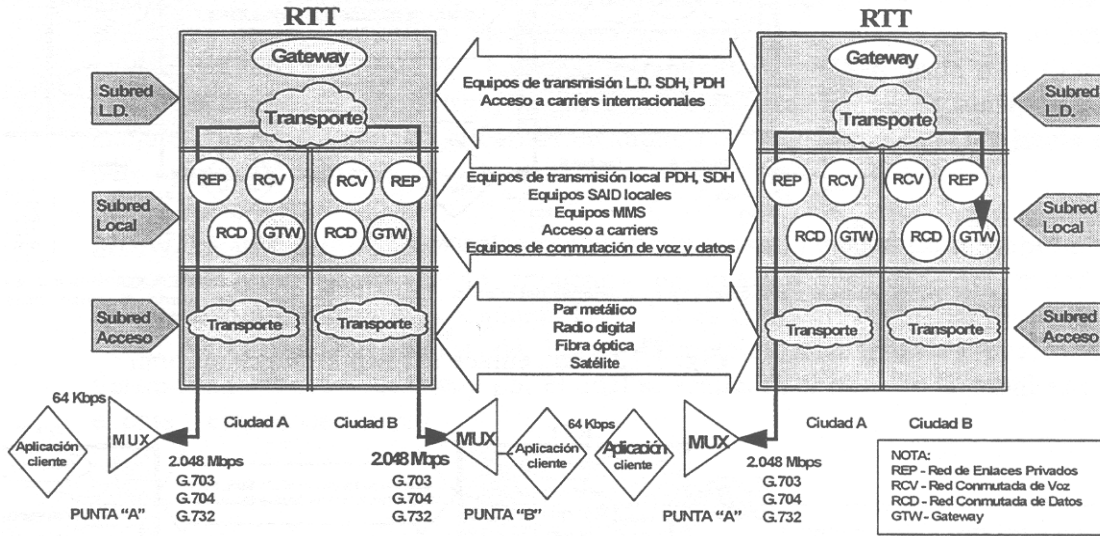 RTT
Gateway
Transporte
Subred
L.D.
REP
RCV
RCV
REP
Subred
Local
RCD
GTW
RCD
GTW
Subred
Acceso
Transporte
Transporte
Equipos de transmisión L.D. SDH, PDH
Acceso a carriers internacionales
Equipos de transmisión local PDH, SDH
Equipos SAID locales
Equipos MMS
Acceso a carriers
Equipos de conmutación de voz y datos
Par metálico
Radio digital
Fibra óptica
Satélite
RTT
Gateway
Transporte
Subred
L.D.
REP
RCV
RCV
REP
Subred
Local
RCD
GTW
RCD
GTW
Subred
Acceso
Transporte
Transporte
64 Kbps
Aplicación
cliente
MUX
Ciudad A
Ciudad B
2.048 Mbps
G.703
G.704
G.732
PUNTA "A"
2.048 Mbps
G.703
G.704
G.732
MUX
Aplicación
cliente
PUNTA "B"
64 Kbps
Aplicación
cliente
MUX
Ciudad A
Ciudad B
2.048 Mbps
G.703
G.704
G.732
PUNTA "A"
NOTA:
REP - Red de Enlaces Privados
RCV - Red Conmutada de Voz
RCD - Red Conmutada de Datos
GTW - Gateway